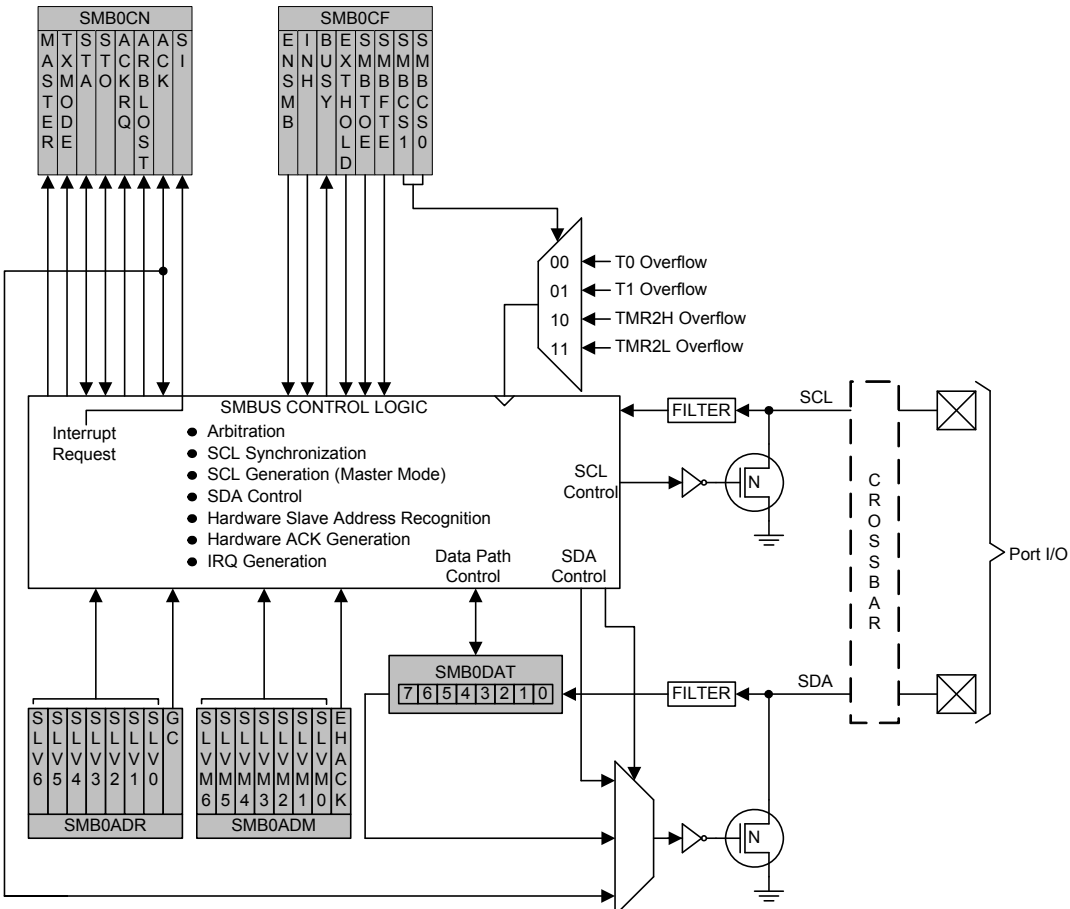 SMB0CN
MASTER
TXMODE
STA
STO
ACKRQ
ARBLOST
ACK
SI
SMB0CF
ENSMB
INH
BUSY
EXTHOLD
SMBTOE
SMBFTE
SMBCS1
SMBCS0
00
01
10
11
T0 Overflow
T1 Overflow
TMR2H Overflow
TMR2L Overflow
SMBUS CONTROL LOGIC
Interrupt
Request
● Arbitration
● SCL Synchronization
● SCL Generation (Master Mode)
● SDA Control
● Hardware Slave Address Recognition
● Hardware ACK Generation
● IRQ Generation
Data Path
Control
SCL
Control
SDA
Control
FILTER
SCL
N
CROSSBAR
Port I/O
SMB0DAT
7 6 5 4 3 2 1 0
FILTER
SDA
N
SLV6
SLV5
SLV4
SLV3
SLV2
SLV1
SLV0
GC
SMB0ADR
SLVM6
SLVM5
SLVM4
SLVM3
SLVM2
SLVM1
SLVM0
EHACK
SMB0ADM